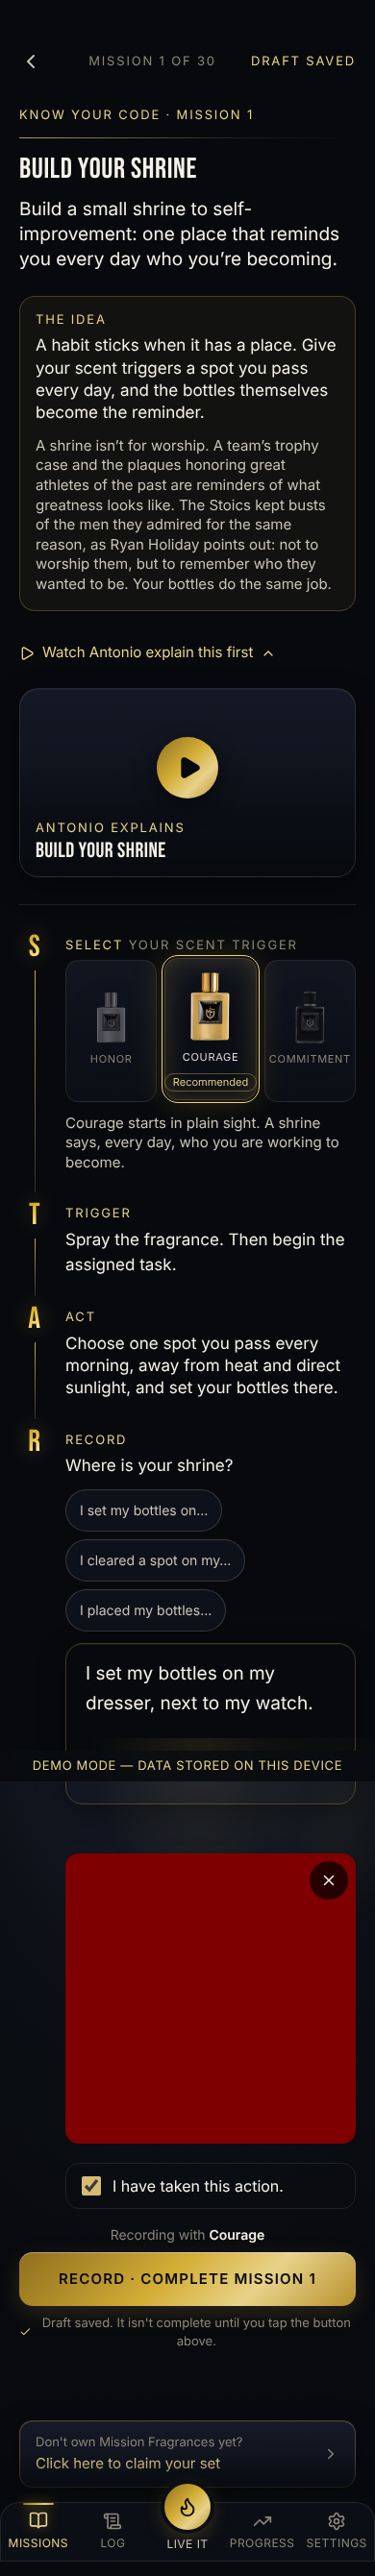 MISSION 1 OF 30
DRAFT SAVED
KNOW YOUR CODE · MISSION 1
BUILD YOUR SHRINE
Build a small shrine to self-
improvement: one place that reminds
you every day who you’re becoming.
THE IDEA
A habit sticks when it has a place. Give
your scent triggers a spot you pass
every day, and the bottles themselves
become the reminder.
A shrine isn’t for worship. A team’s trophy
case and the plaques honoring great
athletes of the past are reminders of what
greatness looks like. The Stoics kept busts
of the men they admired for the same
reason, as Ryan Holiday points out: not to
worship them, but to remember who they
wanted to be. Your bottles do the same job.
Watch Antonio explain this first
ANTONIO EXPLAINS
BUILD YOUR SHRINE
S
SELECT YOUR SCENT TRIGGER
HONOR
COURAGE
Recommended
COMMITMENT
Courage starts in plain sight. A shrine
says, every day, who you are working to
become.
T
TRIGGER
Spray the fragrance. Then begin the
assigned task.
A
ACT
Choose one spot you pass every
morning, away from heat and direct
sunlight, and set your bottles there.
R
RECORD
Where is your shrine?
I set my bottles on...
I cleared a spot on my...
I placed my bottles...
I set my bottles on my
dresser, next to my watch.
DEMO MODE — DATA STORED ON THIS DEVICE
I have taken this action.
Recording with Courage
RECORD · COMPLETE MISSION 1
Draft saved. It isn't complete until you tap the button
above.
Don't own Mission Fragrances yet?
Click here to claim your set
MISSIONS
LOG
LIVE IT
PROGRESS
SETTINGS